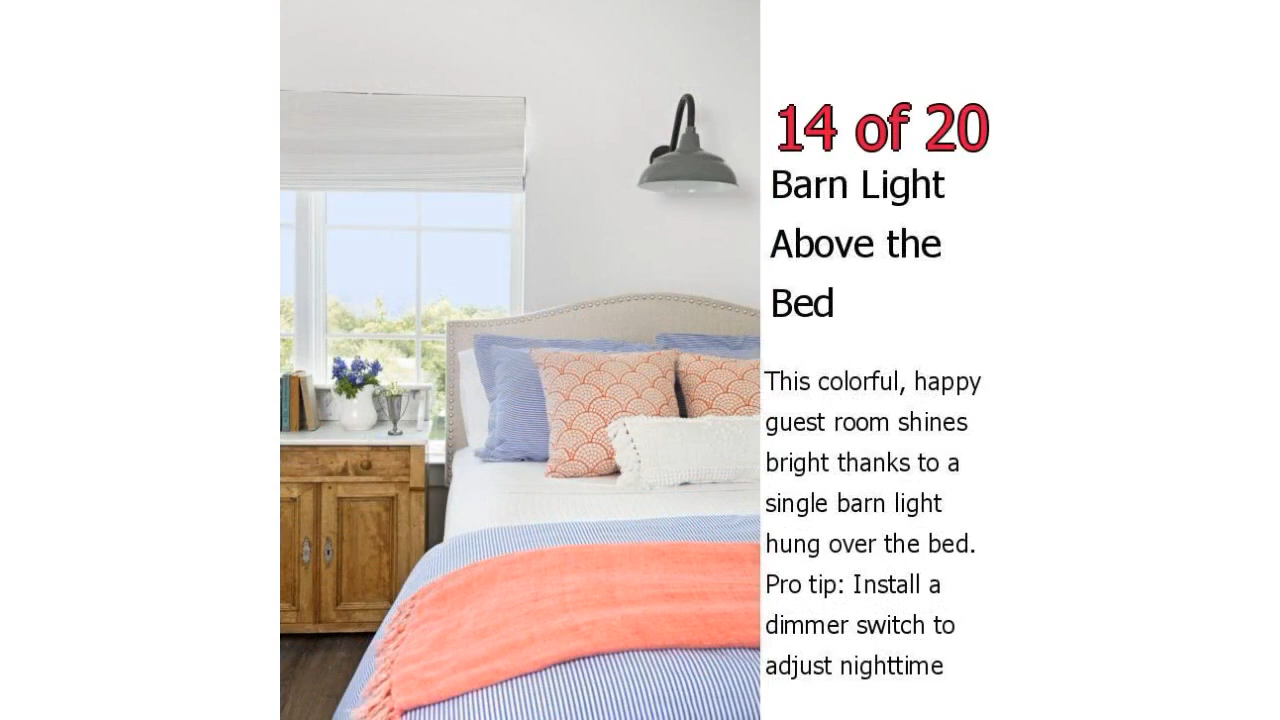 14 of 20
Barn Light
Above the
Bed
This colorful, happy
guest room shines
bright thanks to a
single barn light
hung over the bed.
Pro tip: Install a
dimmer switch to
adjust nighttime